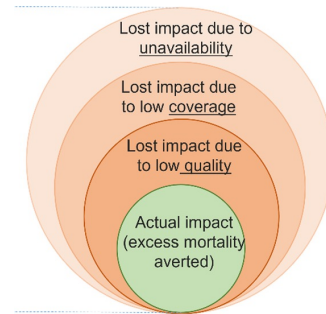 Lost impact due to
unavailability
Lost impact due
to low coverage
Lost impact due
to low quality
Actual impact
(excess mortality
averted)